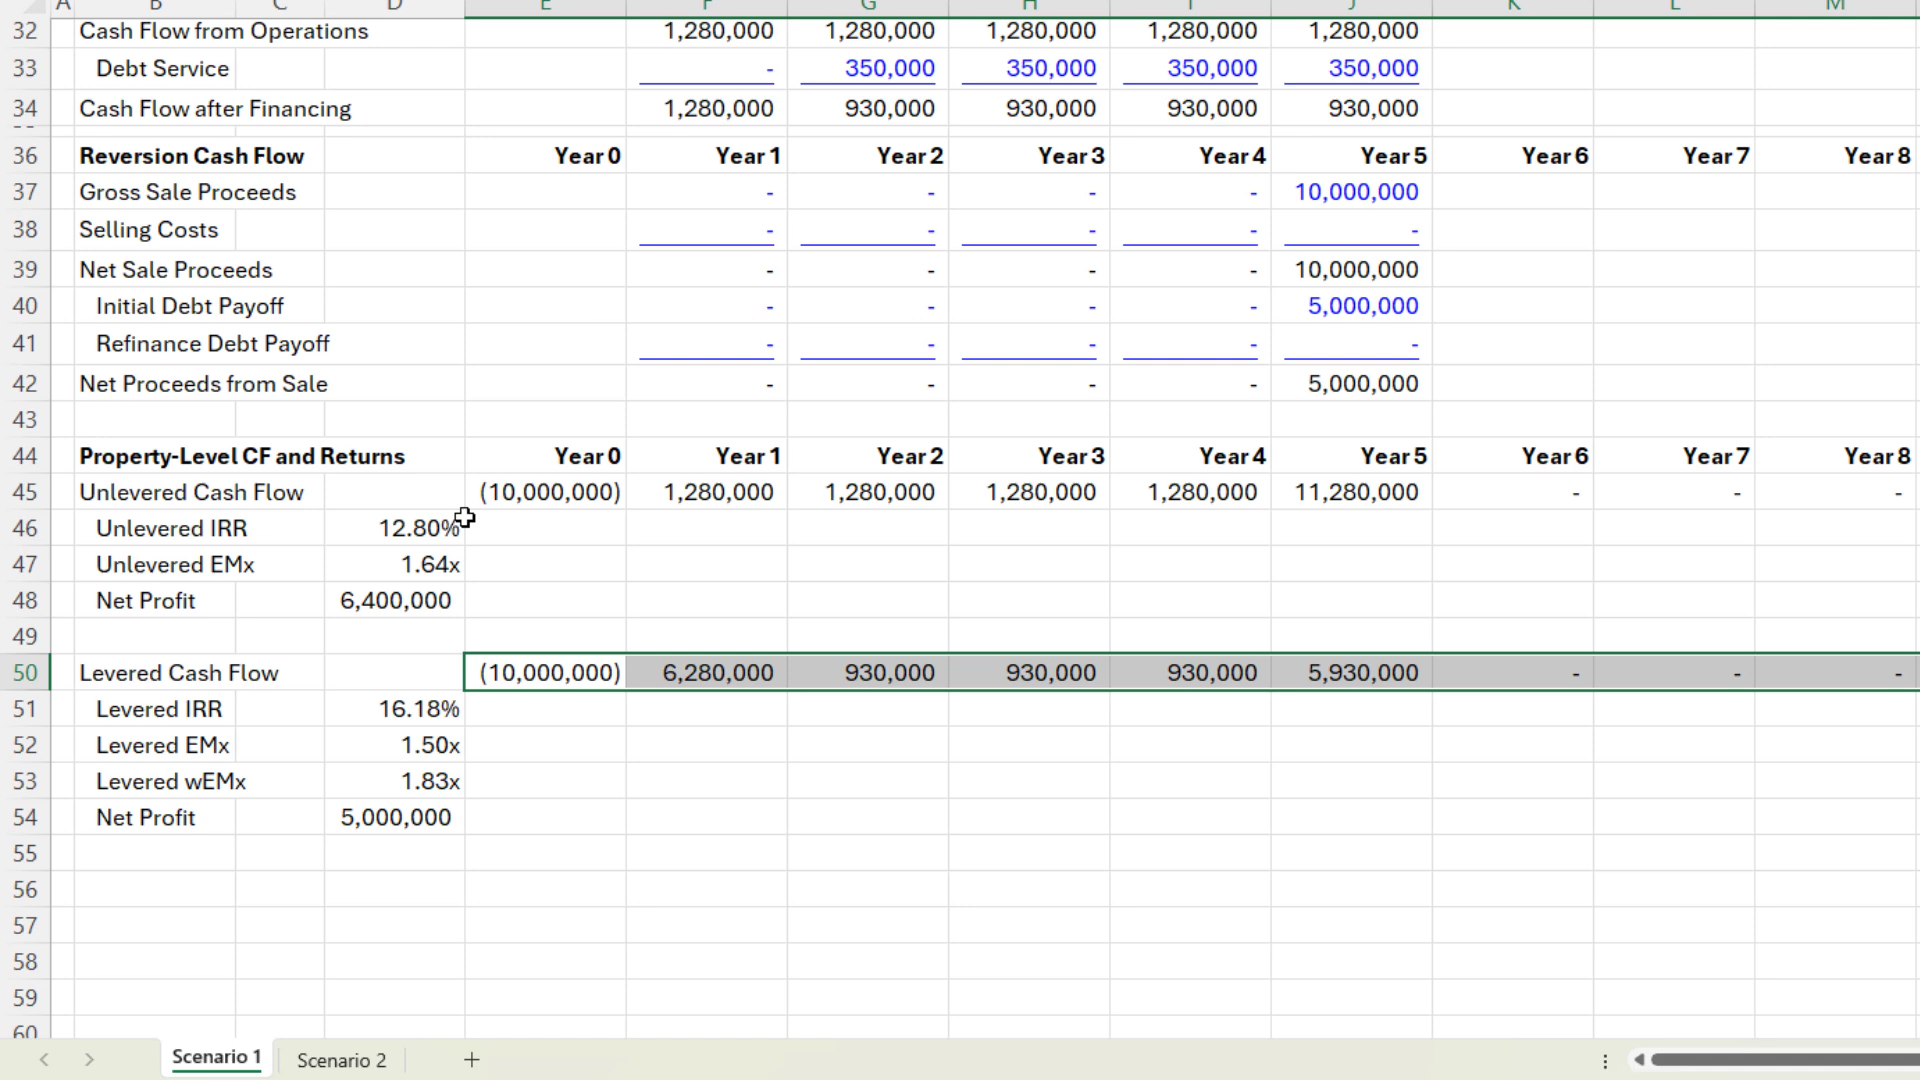 A B C D E F G H I J K L M
32 Cash Flow from Operations 1,280,000 1,280,000 1,280,000 1,280,000 1,280,000
33 Debt Service - 350,000 350,000 350,000 350,000
34 Cash Flow after Financing 1,280,000 930,000 930,000 930,000 930,000
36 Reversion Cash Flow Year 0 Year 1 Year 2 Year 3 Year 4 Year 5 Year 6 Year 7 Year 8
37 Gross Sale Proceeds - - - - 10,000,000
38 Selling Costs - - - - -
39 Net Sale Proceeds - - - - 10,000,000
40 Initial Debt Payoff - - - - 5,000,000
41 Refinance Debt Payoff - - - - -
42 Net Proceeds from Sale - - - - 5,000,000
43
44 Property-Level CF and Returns Year 0 Year 1 Year 2 Year 3 Year 4 Year 5 Year 6 Year 7 Year 8
45 Unlevered Cash Flow (10,000,000) 1,280,000 1,280,000 1,280,000 1,280,000 11,280,000 - - -
46 Unlevered IRR 12.80%
47 Unlevered EMx 1.64x
48 Net Profit 6,400,000
49
50 Levered Cash Flow (10,000,000) 6,280,000 930,000 930,000 930,000 5,930,000 - - -
51 Levered IRR 16.18%
52 Levered EMx 1.50x
53 Levered wEMx 1.83x
54 Net Profit 5,000,000
55
56
57
58
59
60
Scenario 1 Scenario 2